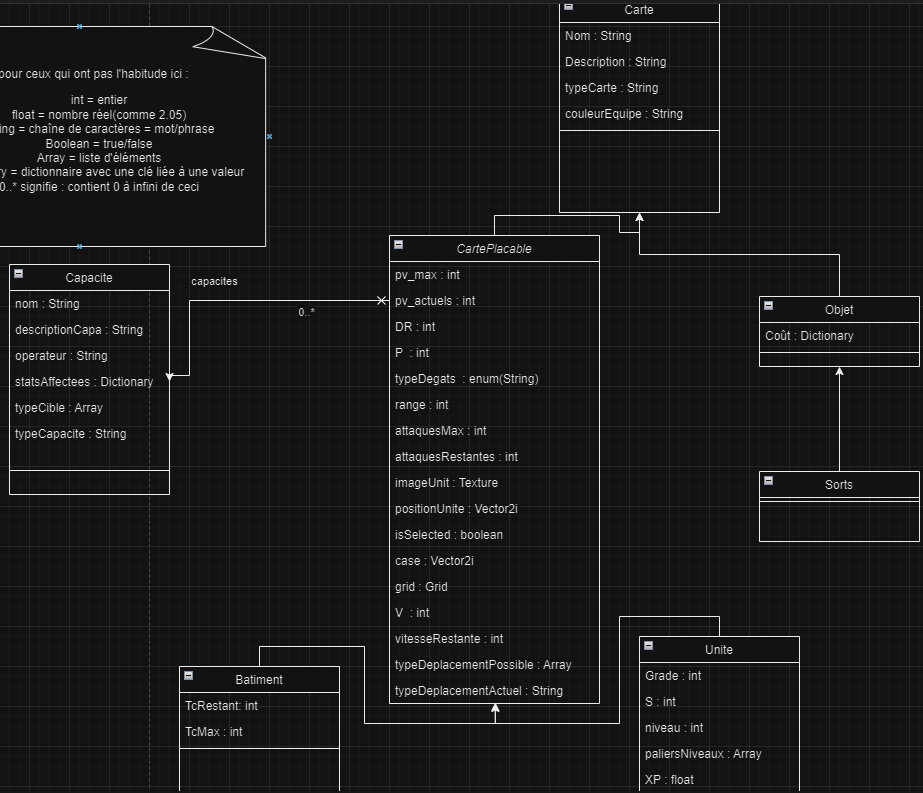 pour ceux qui ont pas l'habitude ici :
int = entier
float = nombre réel(comme 2.05)
ing = chaîne de caractères = mot/phrase
Boolean = true/false
Array = liste d'éléments
ry = dictionnaire avec une clé liée à une valeur
0..* signifie : contient 0 à infini de ceci
Carte
Nom : String
Description : String
typeCarte : String
couleurEquipe : String
Capacite
nom : String
descriptionCapa : String
operateur : String
statsAffectees : Dictionary
typeCible : Array
typeCapacite : String
capacites
0..*
CartePlacable
pv_max : int
pv_actuels : int
DR : int
P : int
typeDegats : enum(String)
range : int
attaquesMax : int
attaquesRestantes : int
imageUnit : Texture
positionUnite : Vector2i
isSelected : boolean
case : Vector2i
grid : Grid
V : int
vitesseRestante : int
typeDeplacementPossible : Array
typeDeplacementActuel : String
Objet
Coût : Dictionary
Sorts
Batiment
TcRestant: int
TcMax : int
Unite
Grade : int
S : int
niveau : int
paliersNiveaux : Array
XP : float